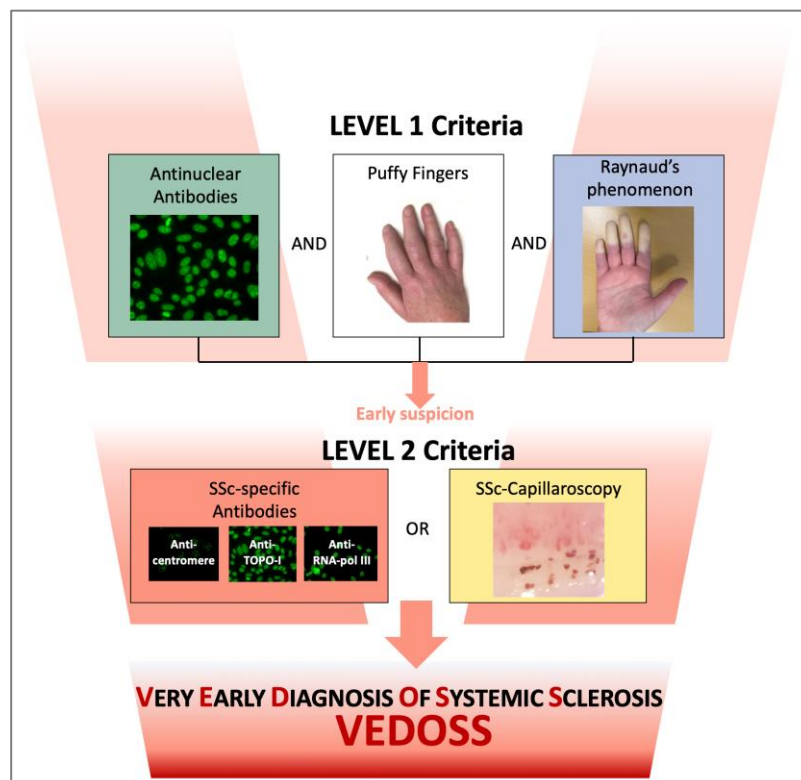 LEVEL 1 Criteria
Antinuclear
Antibodies
AND
Puffy Fingers
AND
Raynaud's
phenomenon
Early suspicion
LEVEL 2 Criteria
SSc-specific
Antibodies
Anti-
centromere
Anti-
TOPO-I
Anti-
RNA-pol III
OR
SSc-Capillaroscopy
VERY EARLY DIAGNOSIS OF SYSTEMIC SCLEROSIS
VEDOSS